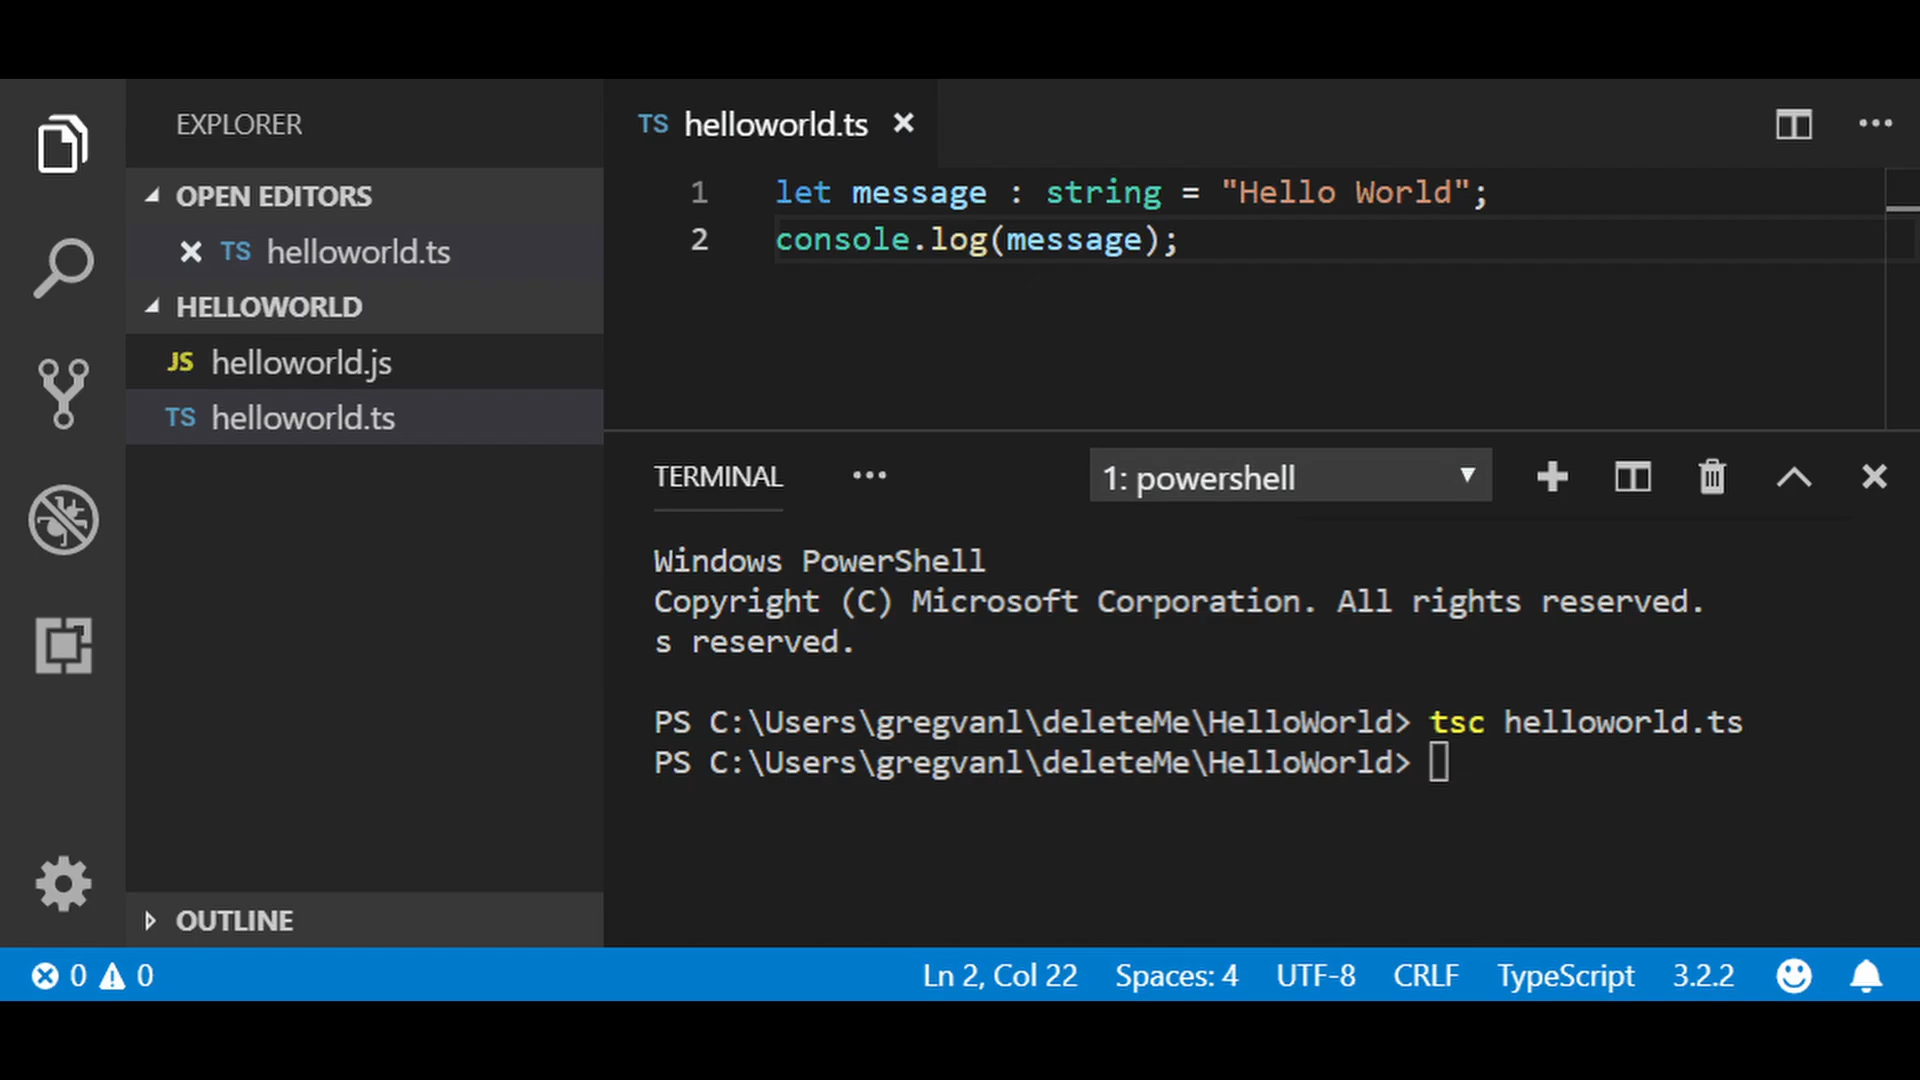 EXPLORER
OPEN EDITORS
TS helloworld.ts
HELLOWORLD
JS helloworld.js
TS helloworld.ts
OUTLINE
TS helloworld.ts
1 let message : string = "Hello World";
2 console.log(message);
TERMINAL
1: powershell
Windows PowerShell
Copyright (C) Microsoft Corporation. All rights reserved.
s reserved.
PS C:\Users\gregvanl\deleteMe\HelloWorld> tsc helloworld.ts
PS C:\Users\gregvanl\deleteMe\HelloWorld>
0 0 Ln 2, Col 22 Spaces: 4 UTF-8 CRLF TypeScript 3.2.2